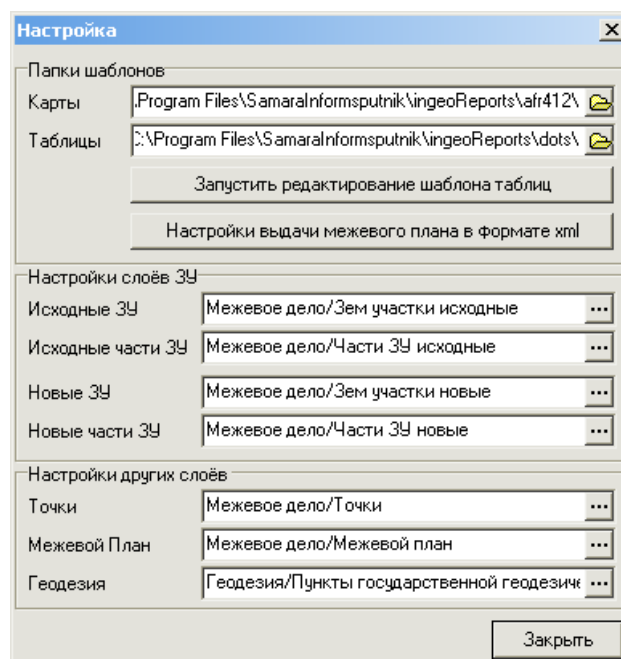 Настройка
Папки шаблонов
Карты .Program Files\SamaraInformsputnik\ingeoReports\afr412\
Таблицы C:\Program Files\SamaraInformsputnik\ingeoReports\dots\
Запустить редактирование шаблона таблиц
Настройки выдачи межевого плана в формате xml
Настройки слоёв ЗУ
Исходные ЗУ Межевое дело/Зем участки исходные ...
Исходные части ЗУ Межевое дело/Части ЗУ исходные ...
Новые ЗУ Межевое дело/Зем участки новые ...
Новые части ЗУ Межевое дело/Части ЗУ новые ...
Настройки других слоёв
Точки Межевое дело/Точки ...
Межевой План Межевое дело/Межевой план ...
Геодезия Геодезия/Пункты государственной геодезиче ...
Закрыть